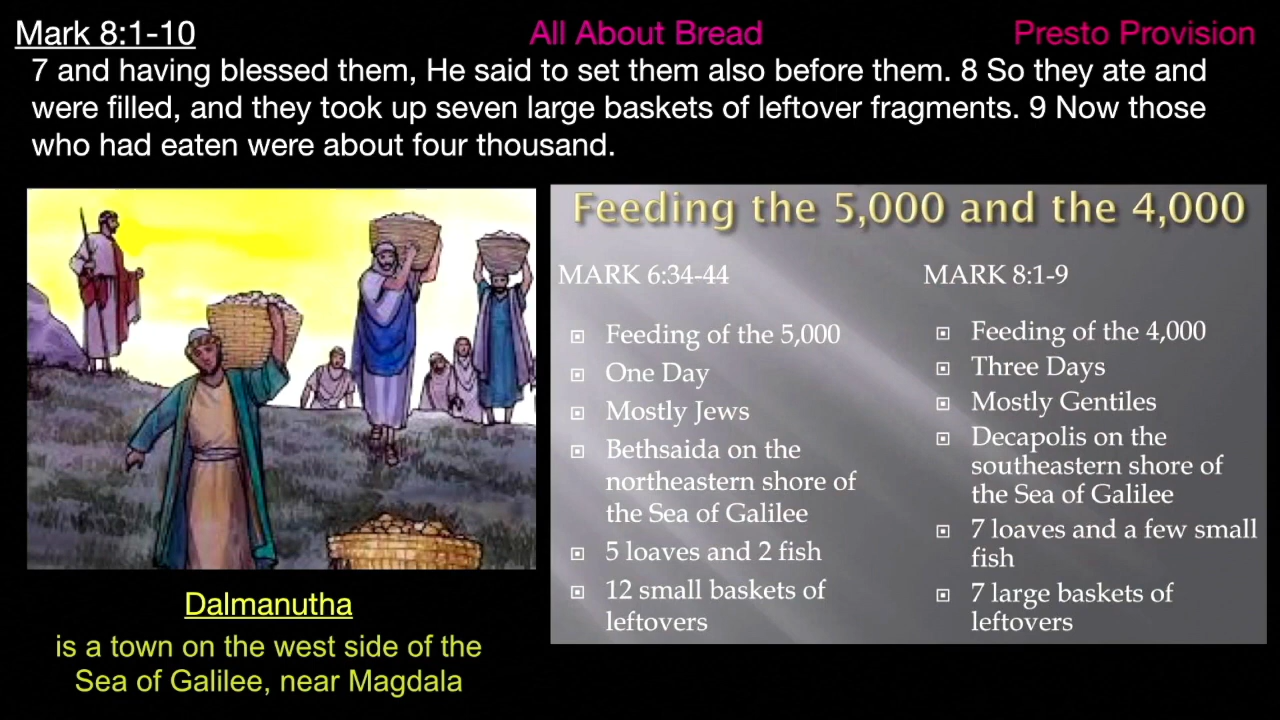 Mark 8:1-10
All About Bread
Presto Provision
7 and having blessed them, He said to set them also before them. 8 So they ate and
were filled, and they took up seven large baskets of leftover fragments. 9 Now those
who had eaten were about four thousand.
Feeding the 5,000 and the 4,000
MARK 6:34-44
Feeding of the 5,000
One Day
Mostly Jews
Bethsaida on the
northeastern shore of
the Sea of Galilee
5 loaves and 2 fish
12 small baskets of
leftovers
MARK 8:1-9
Feeding of the 4,000
Three Days
Mostly Gentiles
Decapolis on the
southeastern shore of
the Sea of Galilee
7 loaves and a few small
fish
7 large baskets of
leftovers
Dalmanutha
is a town on the west side of the
Sea of Galilee, near Magdala